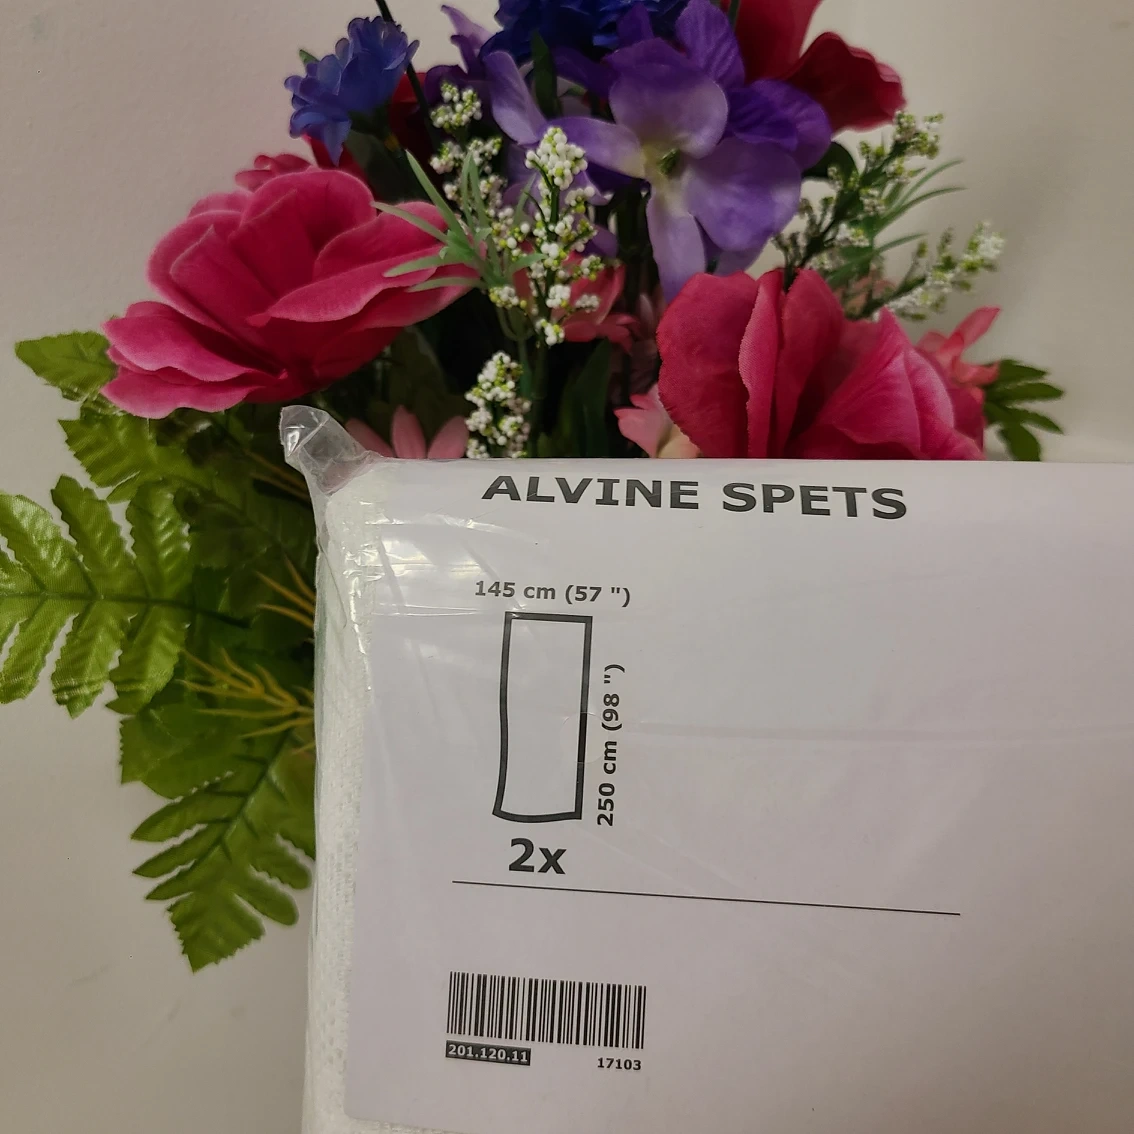 ALVINE SPETS
145 cm (57 ")
250 cm (98 ")
2x
201.120.11
17103